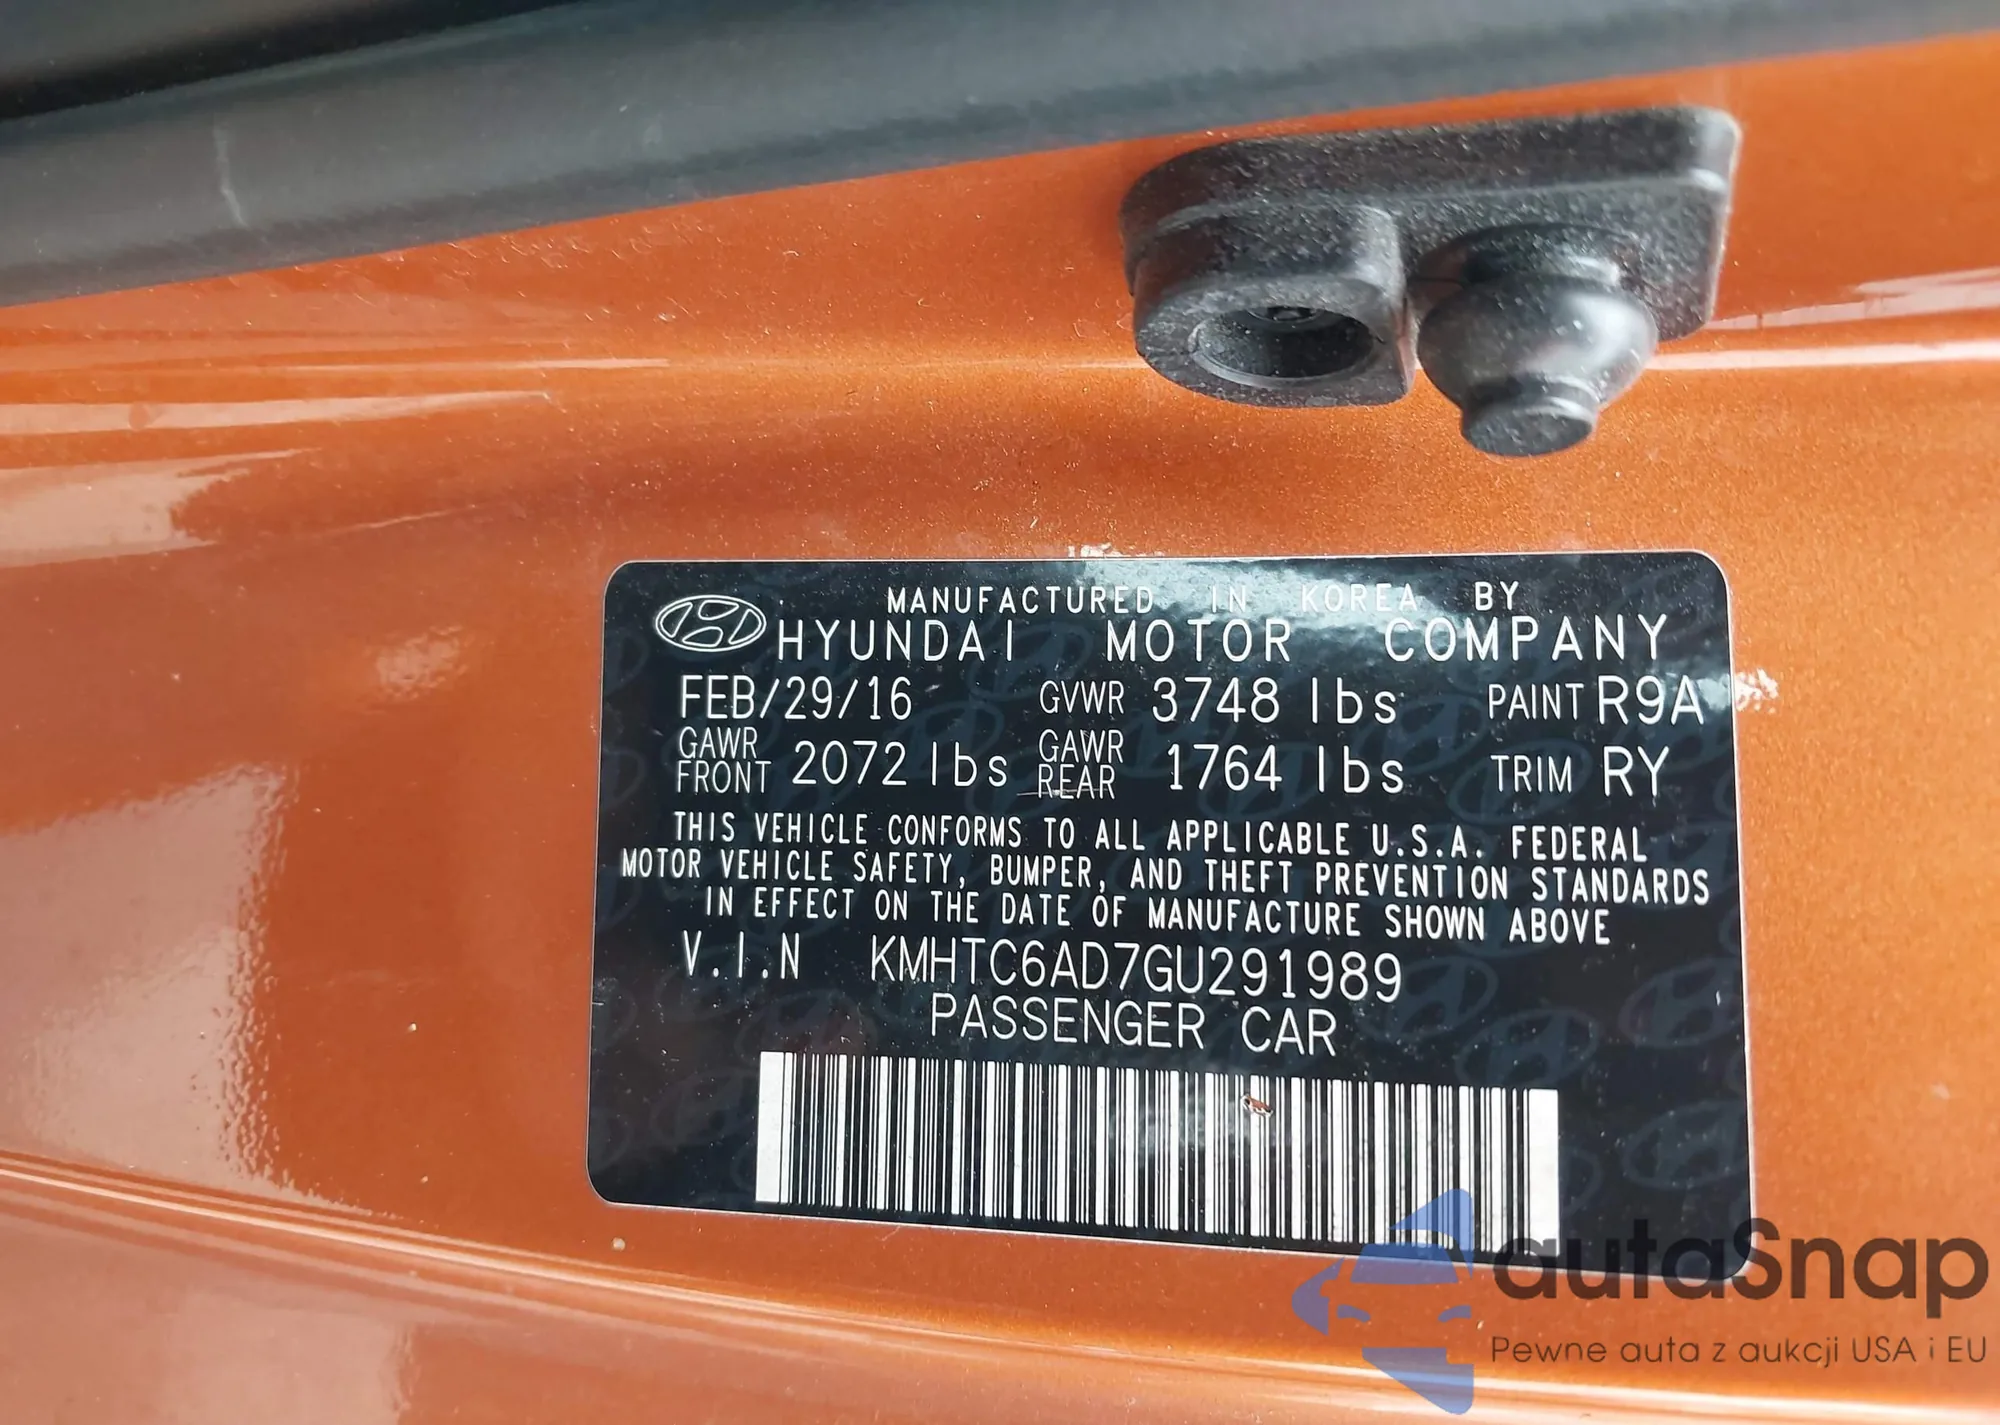 MANUFACTURED IN KOREA BY
HYUNDAI MOTOR COMPANY
FEB/29/16 GVWR 3748 lbs PAINT R9A
GAWR FRONT 2072 lbs GAWR REAR 1764 lbs TRIM RY
THIS VEHICLE CONFORMS TO ALL APPLICABLE U.S.A. FEDERAL
MOTOR VEHICLE SAFETY, BUMPER, AND THEFT PREVENTION STANDARDS
IN EFFECT ON THE DATE OF MANUFACTURE SHOWN ABOVE
V.I.N KMHTC6AD7GU291989
PASSENGER CAR
autaSnap
Pewne auta z aukcji USA i EU